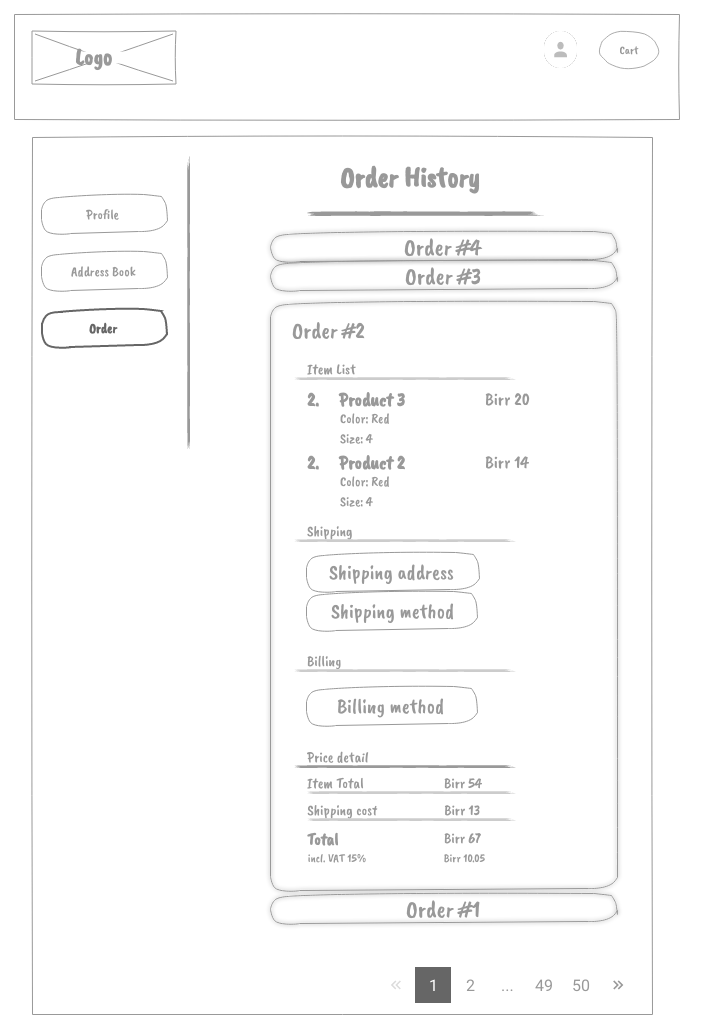 Logo
Cart
Order History
Profile
Address Book
Order
Order #4
Order #3
Order #2
Item List
2. Product 3 Birr 20
Color: Red
Size: 4
2. Product 2 Birr 14
Color: Red
Size: 4
Shipping
Shipping address
Shipping method
Billing
Billing method
Price detail
Item Total Birr 54
Shipping cost Birr 13
Total Birr 67
incl. VAT 15% Birr 10.05
Order #1
« 1 2 ... 49 50 »